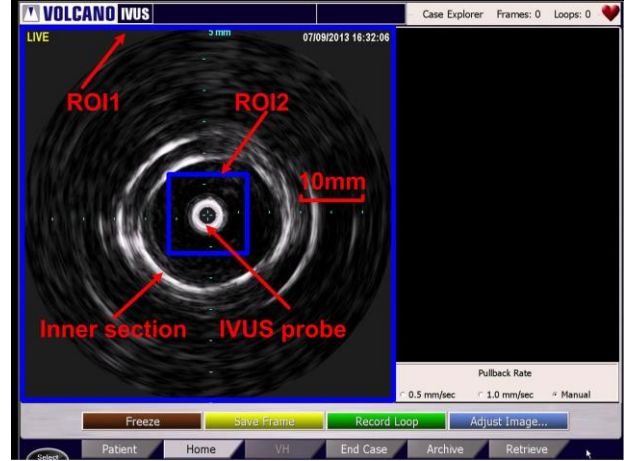 VOLCANO IVUS
Case Explorer Frames: 0 Loops: 0
LIVE
5 mm
07/09/2013 16:32:06
ROI1
ROI2
10mm
Inner section
IVUS probe
Pullback Rate
0.5 mm/sec
1.0 mm/sec
Manual
Freeze
Save Frame
Record Loop
Adjust Image...
Select
Patient
Home
VH
End Case
Archive
Retrieve